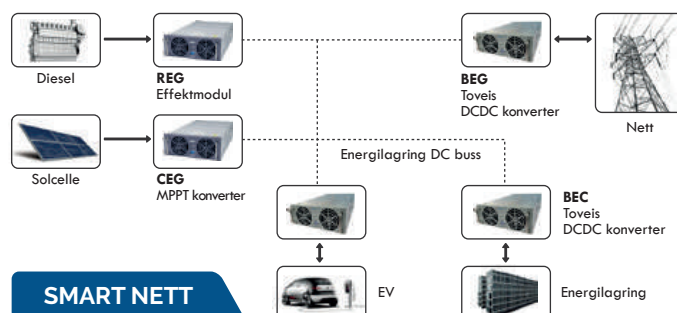 Diesel
REG
Effektmodul
BEG
Toveis
DCDC konverter
Nett
Solcelle
CEG
MPPT konverter
Energilagring DC buss
BEC
Toveis
DCDC konverter
EV
Energilagring
SMART NETT